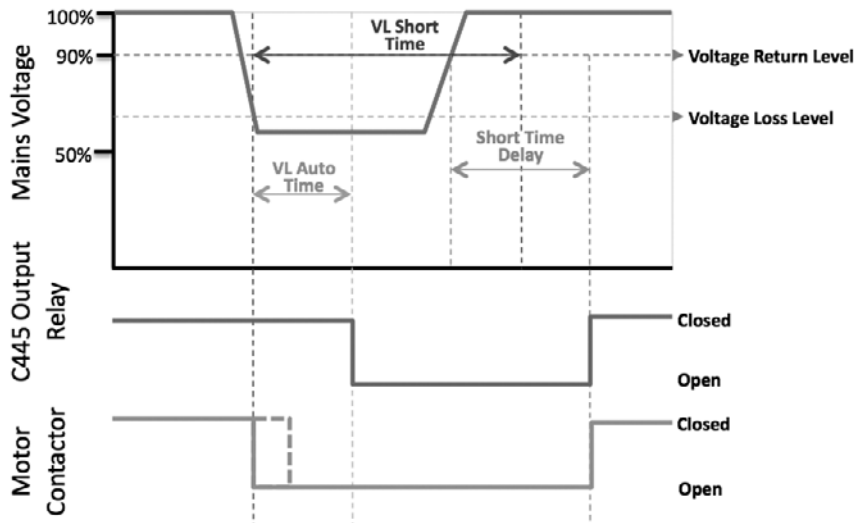 100%
90%
50%
Mains Voltage
VL Short
Time
Voltage Return Level
Voltage Loss Level
VL Auto
Time
Short Time
Delay
C445 Output
Relay
Closed
Open
Motor
Contactor
Closed
Open